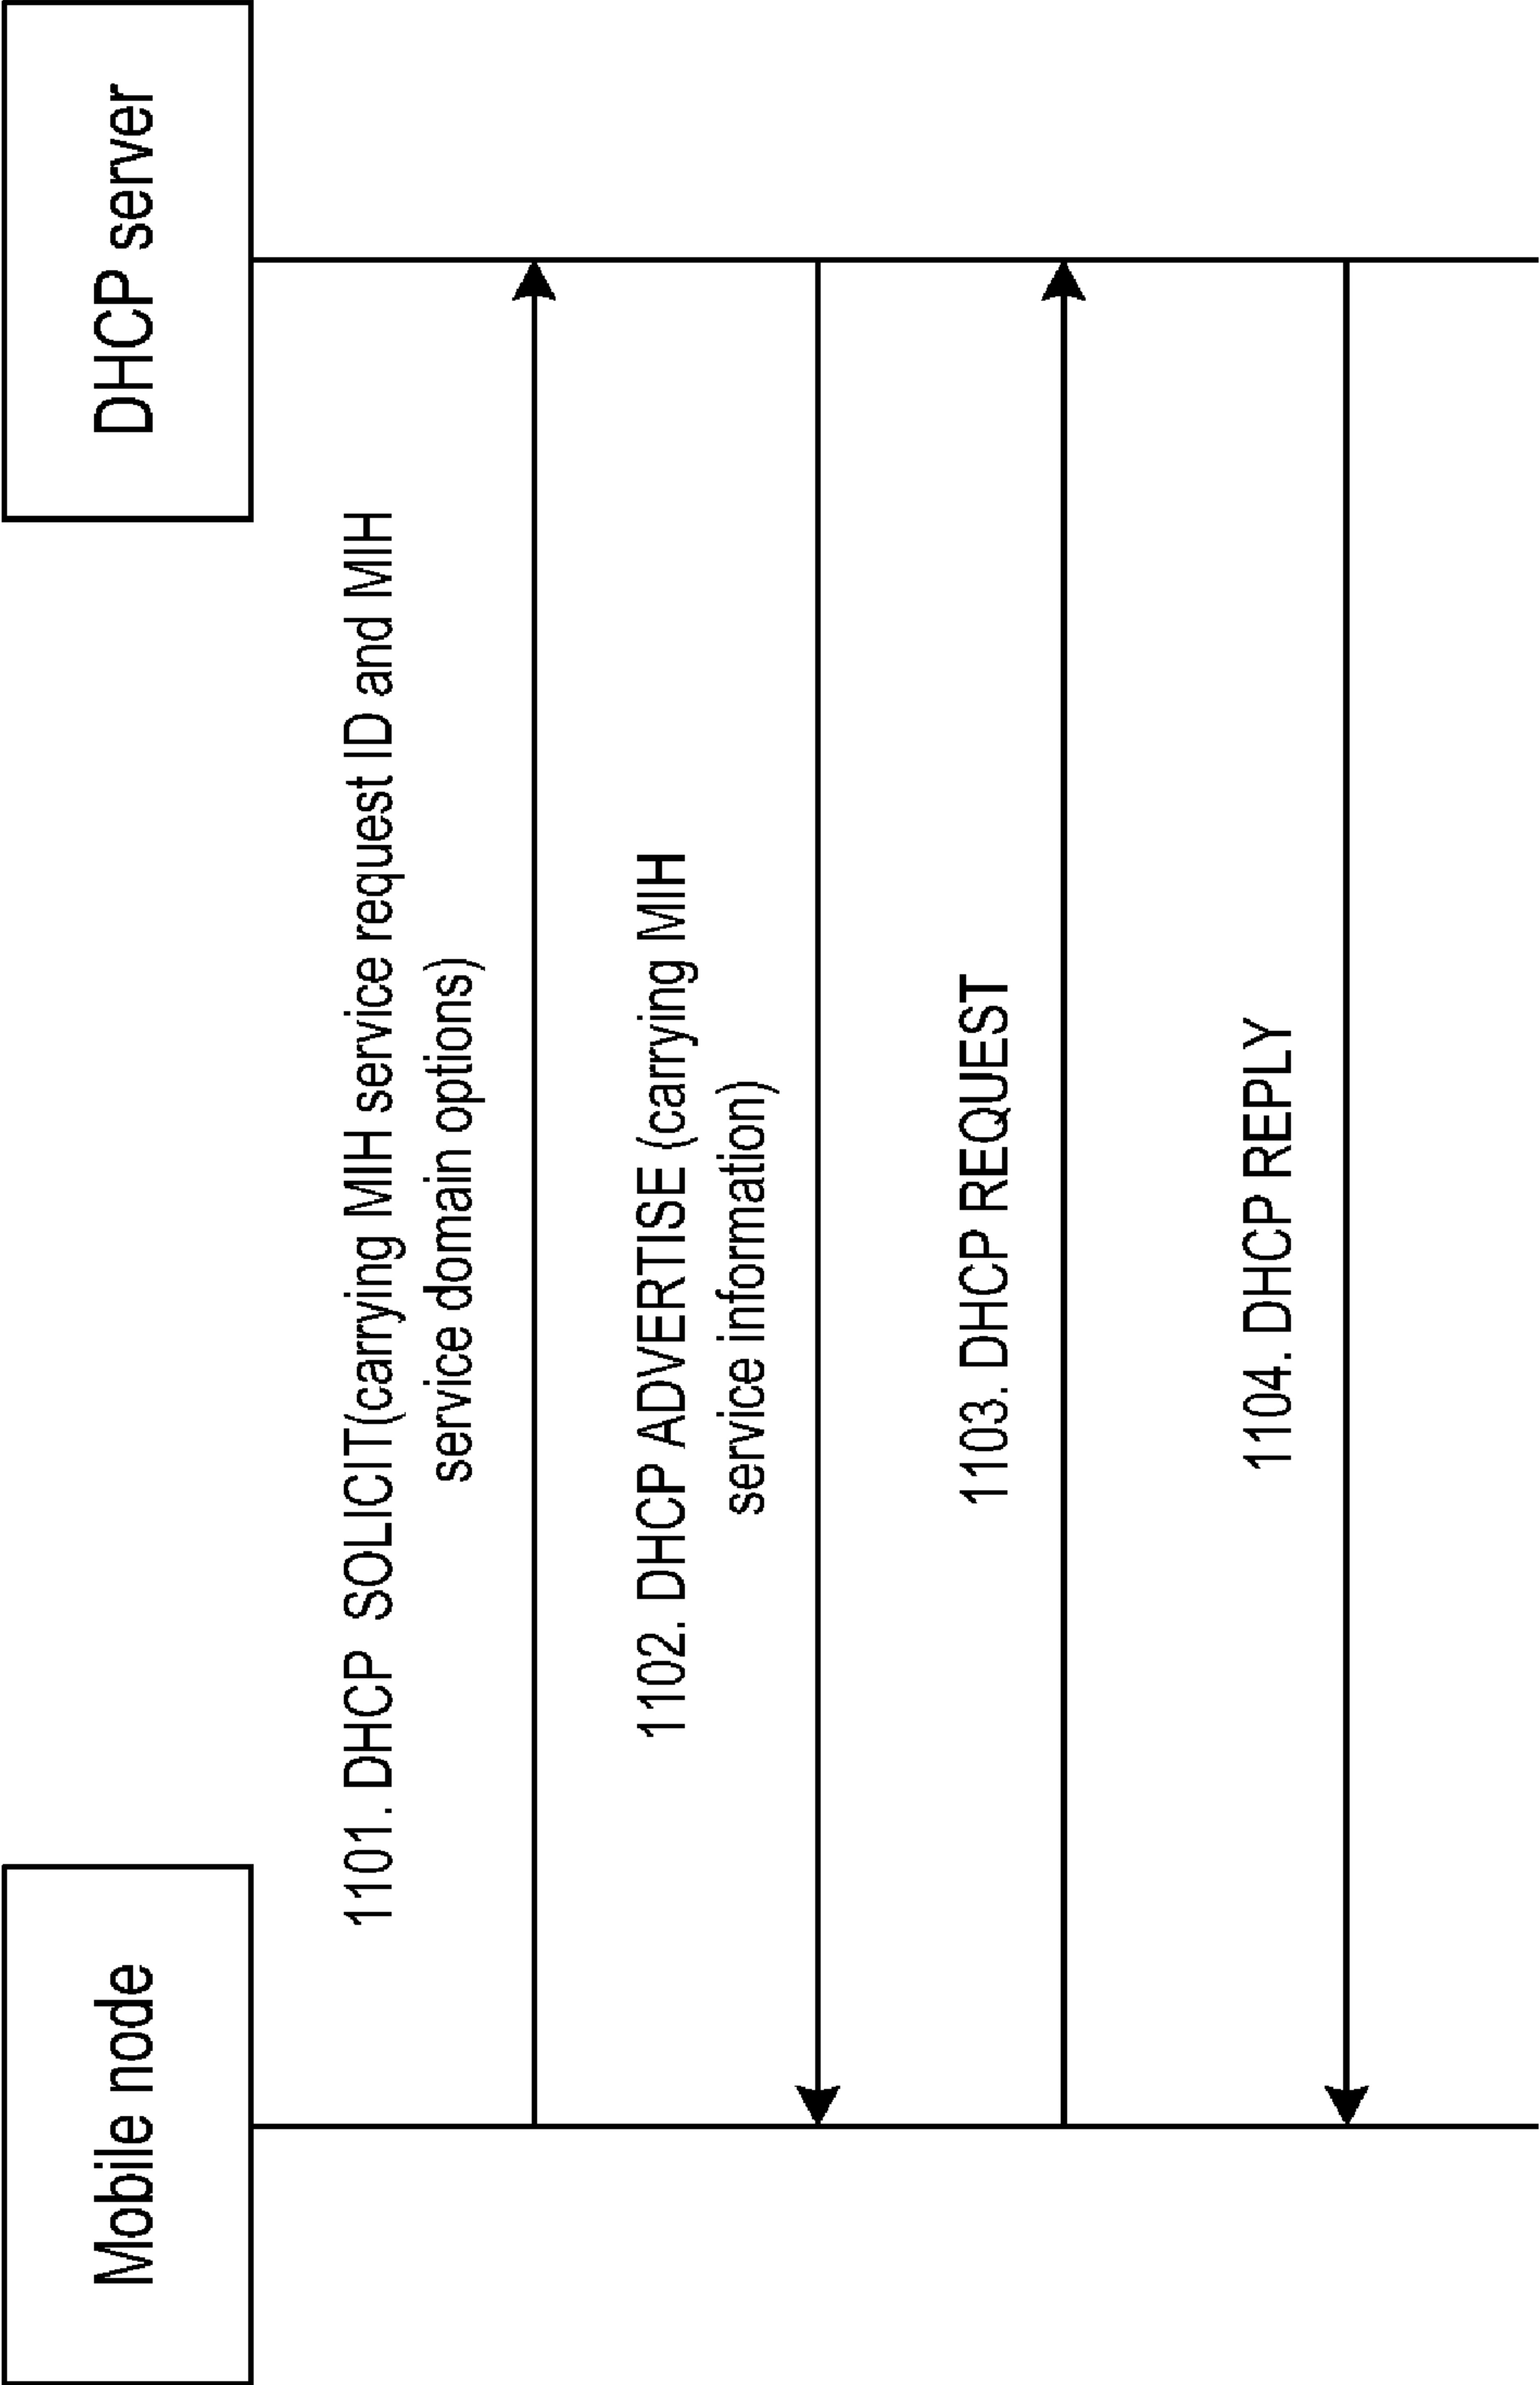 Mobile node
DHCP server
1101. DHCP SOLICIT(carrying MIH service request ID and MIH
service domain options)
1102. DHCP ADVERTISE (carrying MIH
service information)
1103. DHCP REQUEST
1104. DHCP REPLY